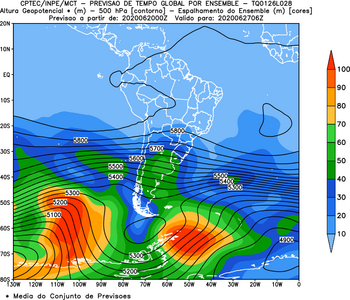 CPTEC/INPE/MCT - PREVISAO DE TEMPO GLOBAL POR ENSEMBLE - TQ0126L028
Altura Geopotencial * (m) - 500 hPa [contorno] - Espalhamento do Ensemble (m) [cores]
Previsao a partir de: 2020062000Z Valido para: 2020062706Z
20N
10N
EQ
10S
20S
30S
40S
50S
60S
70S
80S
130W 120W 110W 100W 90W 80W 70W 60W 50W 40W 30W 20W 10W 0
5800
5800
5700
5600
5500
5400
5500
5400
5300
5300
5200
5100
5300
5200
4900
100
90
80
70
60
50
40
30
20
10
* Media do Conjunto de Previsoes